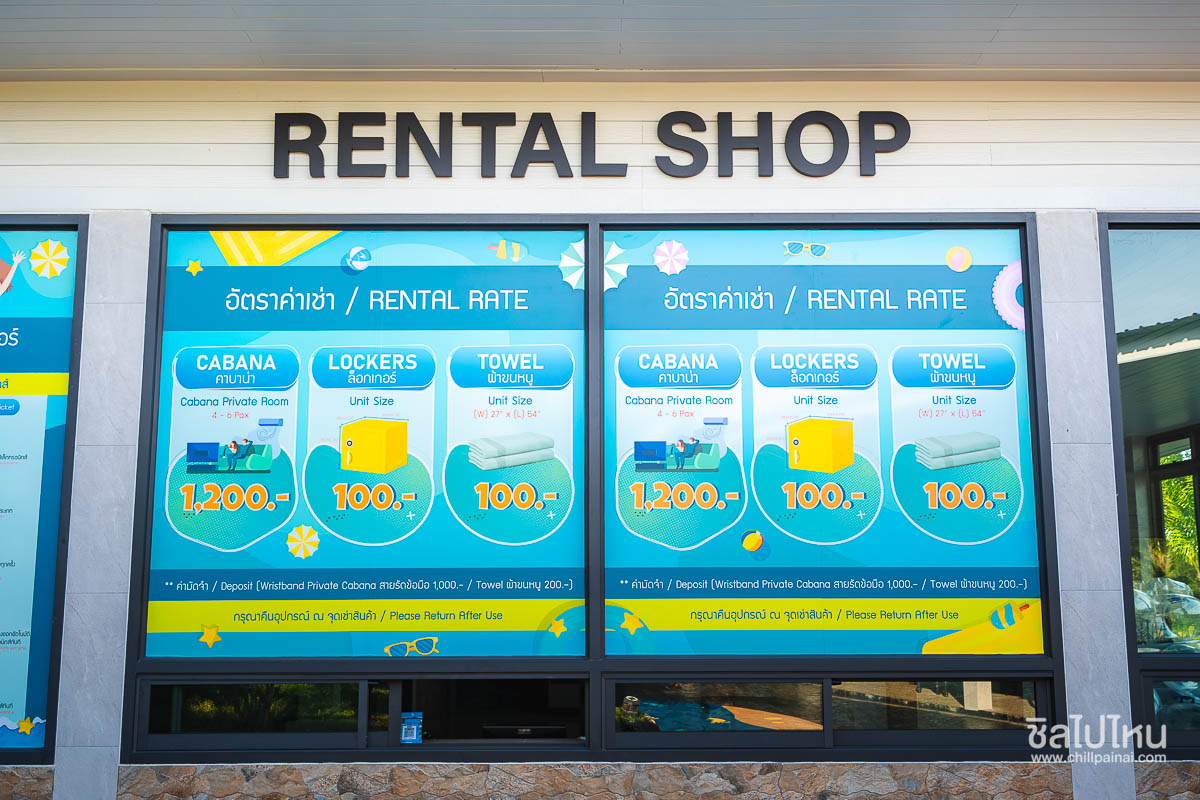 RENTAL SHOP
อัตราค่าเช่า / RENTAL RATE
CABANA
คาบาน่า
Cabana Private Room
4 - 6 Pax
1,200.-
LOCKERS
ล็อกเกอร์
Unit Size
100.-
TOWEL
ผ้าขนหนู
Unit Size
(W) 27" x (L) 54"
100.-
** ค่ามัดจำ / Deposit (Wristband Private Cabana สายรัดข้อมือ 1,000.- / Towel ผ้าขนหนู 200.-)
กรุณาคืนอุปกรณ์ ณ จุดเช่าสินค้า / Please Return After Use
อัตราค่าเช่า / RENTAL RATE
CABANA
คาบาน่า
Cabana Private Room
4 - 6 Pax
1,200.-
LOCKERS
ล็อกเกอร์
Unit Size
100.-
TOWEL
ผ้าขนหนู
Unit Size
(W) 27" x (L) 54"
100.-
** ค่ามัดจำ / Deposit (Wristband Private Cabana สายรัดข้อมือ 1,000.- / Towel ผ้าขนหนู 200.-)
กรุณาคืนอุปกรณ์ ณ จุดเช่าสินค้า / Please Return After Use
ชิลไปไหน
www.chillpainai.com